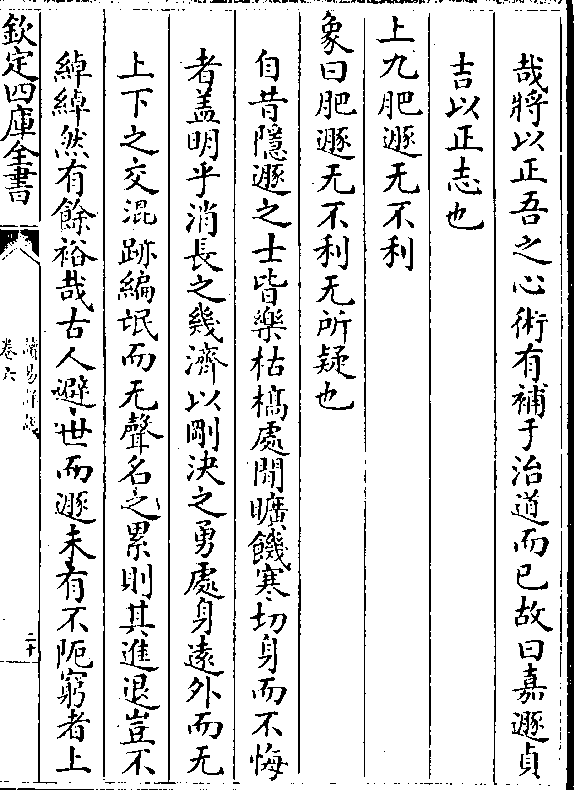 哉將以正吾之心術有補于治道而已故曰嘉遯貞
吉以正志也
上九肥遯无不利
象曰肥遯无不利无所疑也
自昔隱遯之士皆樂枯槁處閒曠饑寒切身而不悔
者盖明乎消長之幾濟以剛決之勇處身遠外而无
上下之交混跡編氓而无聲名之累則其進退豈不
綽綽然有餘裕哉古人避世而遯未有不阨窮者上
欽定四庫全書
讀易詳說
卷六
二十